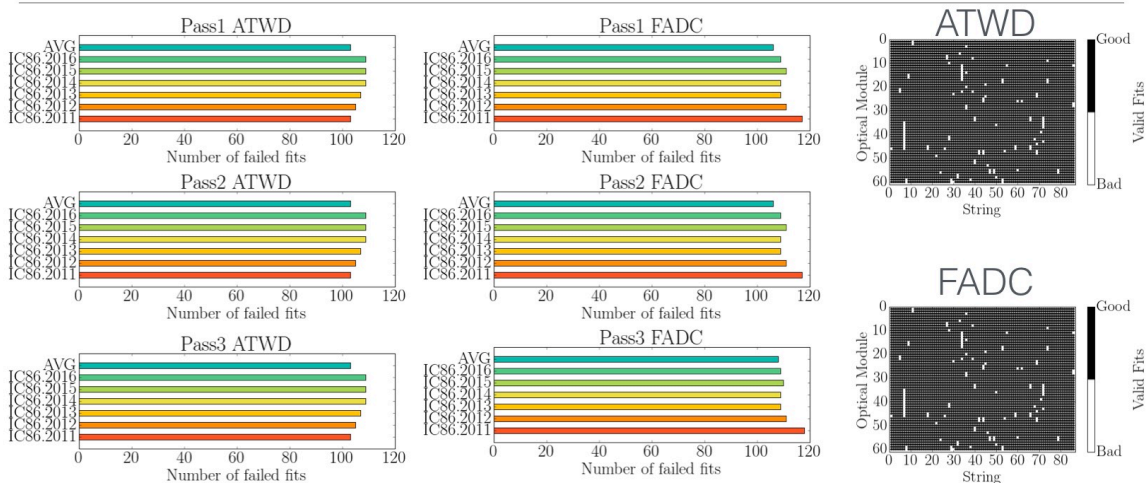 Pass1 ATWD
AVG
IC86.2016
IC86.2015
IC86.2014
IC86.2013
IC86.2012
IC86.2011
0 20 40 60 80 100 120
Number of failed fits
Pass1 FADC
AVG
IC86.2016
IC86.2015
IC86.2014
IC86.2013
IC86.2012
IC86.2011
0 20 40 60 80 100 120
Number of failed fits
ATWD
0
10
20
30
40
50
60
Optical Module
0 10 20 30 40 50 60 70 80
String
Good
Bad
Valid Fits
Pass2 ATWD
AVG
IC86.2016
IC86.2015
IC86.2014
IC86.2013
IC86.2012
IC86.2011
0 20 40 60 80 100 120
Number of failed fits
Pass2 FADC
AVG
IC86.2016
IC86.2015
IC86.2014
IC86.2013
IC86.2012
IC86.2011
0 20 40 60 80 100 120
Number of failed fits
Pass3 ATWD
AVG
IC86.2016
IC86.2015
IC86.2014
IC86.2013
IC86.2012
IC86.2011
0 20 40 60 80 100 120
Number of failed fits
Pass3 FADC
AVG
IC86.2016
IC86.2015
IC86.2014
IC86.2013
IC86.2012
IC86.2011
0 20 40 60 80 100 120
Number of failed fits
FADC
0
10
20
30
40
50
60
Optical Module
0 10 20 30 40 50 60 70 80
String
Good
Bad
Valid Fits